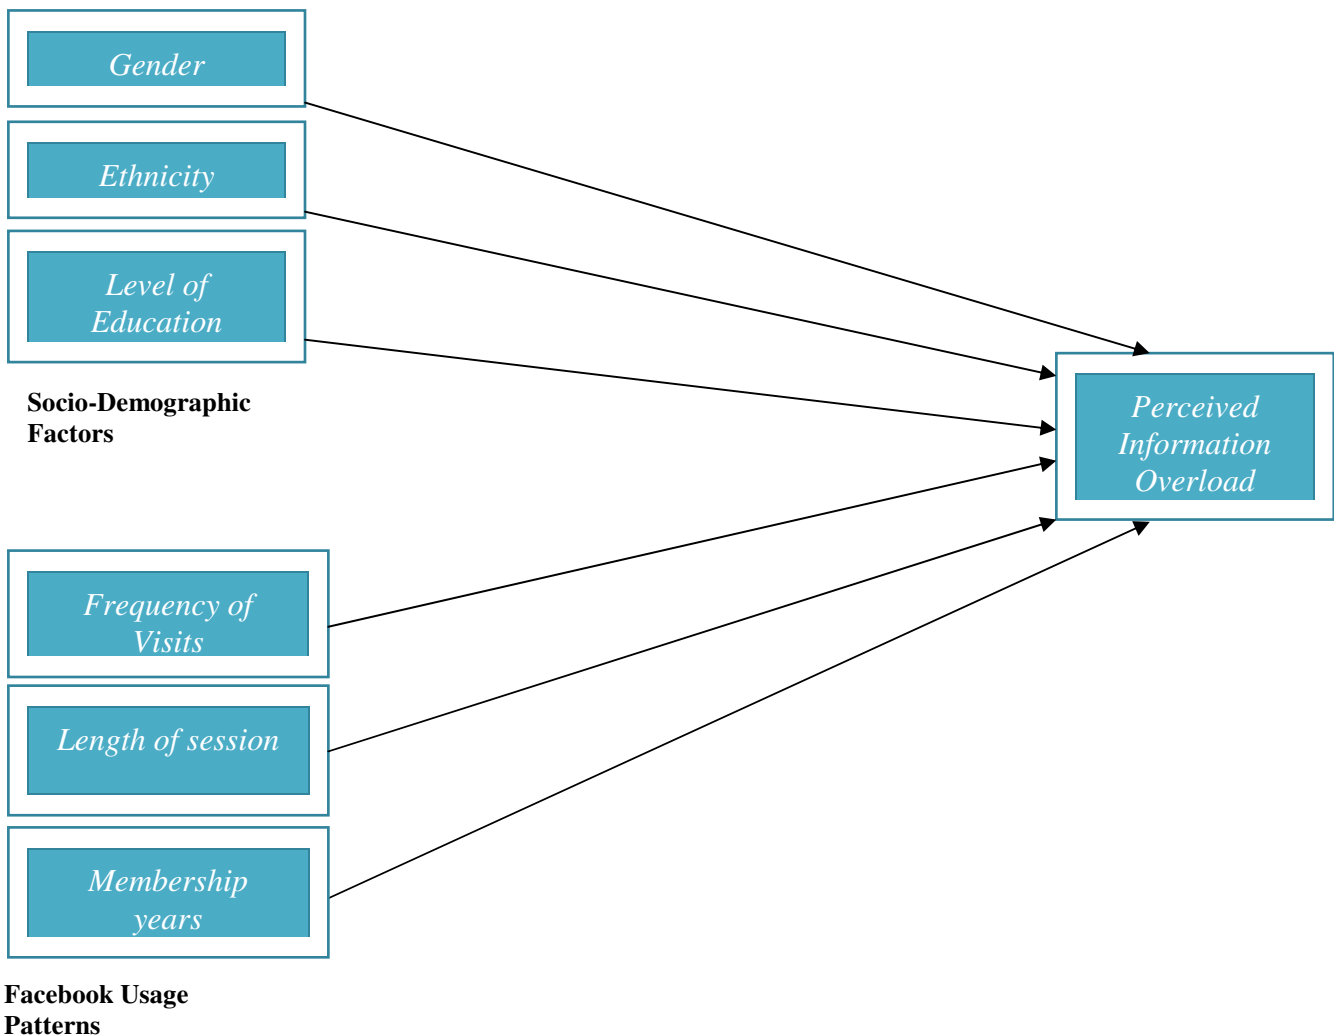 Gender
Ethnicity
Level of
Education
Socio-Demographic
Factors
Perceived
Information
Overload
Frequency of
Visits
Length of session
Membership
years
Facebook Usage
Patterns